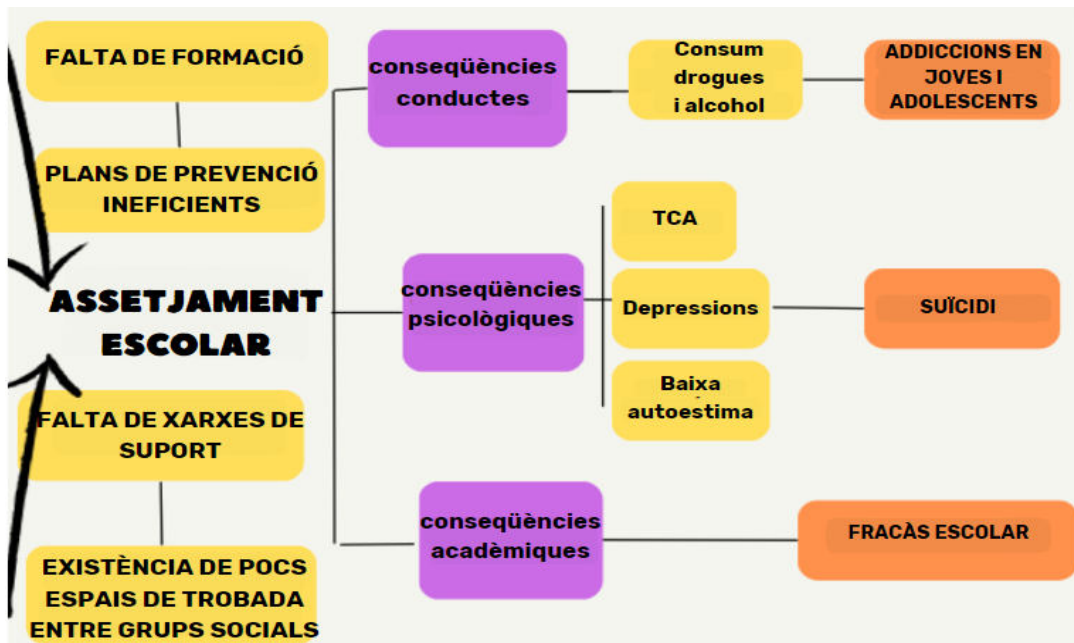 FALTA DE FORMACIÓ
PLANS DE PREVENCIÓ
INEFICIENTS
ASSETJAMENT
ESCOLAR
FALTA DE XARXES DE
SUPORT
EXISTÈNCIA DE POCS
ESPAIS DE TROBADA
ENTRE GRUPS SOCIALS
conseqüències
conductes
Consum
drogues
i alcohol
ADDICCIONS EN
JOVES I
ADOLESCENTS
conseqüències
psicològiques
TCA
Depressions
Baixa
autoestima
SUÏCIDI
conseqüències
acadèmiques
FRACÀS ESCOLAR